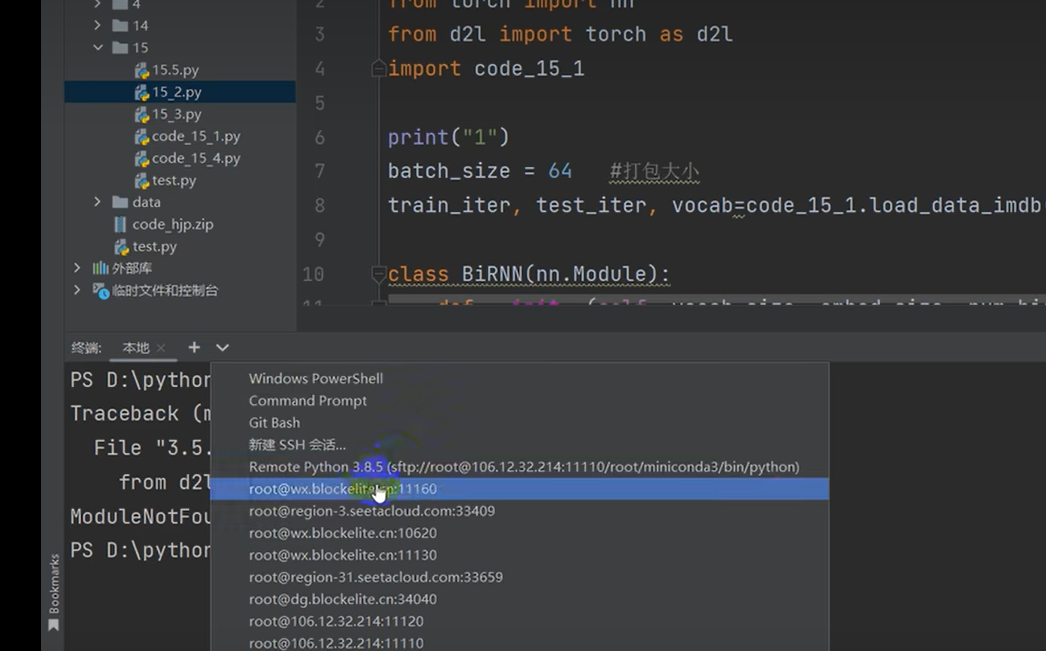 4
14
15
15.5.py
15_2.py
15_3.py
code_15_1.py
code_15_4.py
test.py
data
code_hjp.zip
test.py
外部库
临时文件和控制台
2 from torch import nn
3 from d2l import torch as d2l
4 import code_15_1
5
6 print("1")
7 batch_size = 64 #打包大小
8 train_iter, test_iter, vocab=code_15_1.load_data_imdb
9
10 class BiRNN(nn.Module):
11 def __init__(self, vocab_size, embed_size, num_hi
终端: 本地 × +
PS D:\python
Traceback (m
File "3.5.
from d2l
ModuleNotFou
PS D:\python
Windows PowerShell
Command Prompt
Git Bash
新建 SSH 会话...
Remote Python 3.8.5 (sftp://root@106.12.32.214:11110/root/miniconda3/bin/python)
root@wx.blockelite.cn:11160
root@region-3.seetacloud.com:33409
root@wx.blockelite.cn:10620
root@wx.blockelite.cn:11130
root@region-31.seetacloud.com:33659
root@dg.blockelite.cn:34040
root@106.12.32.214:11120
root@106.12.32.214:11110
Bookmarks